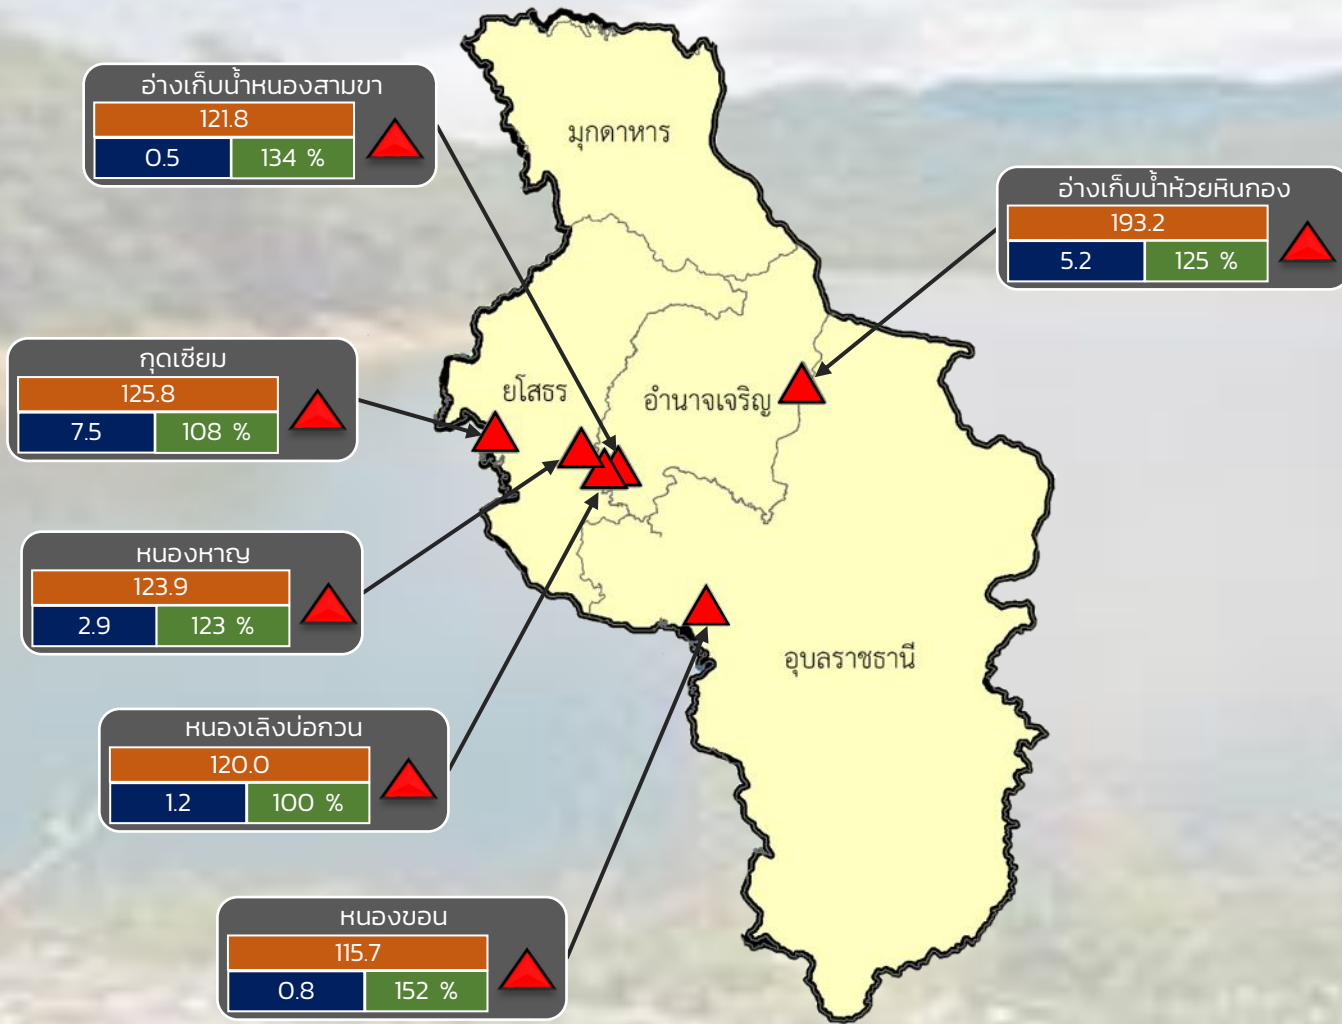 อ่างเก็บน้ำหนองสามขา
121.8
0.5 134 %
มุกดาหาร
อ่างเก็บน้ำห้วยหินกอง
193.2
5.2 125 %
กุดเซียม
125.8
7.5 108 %
ยโสธร
อำนาจเจริญ
หนองหาญ
123.9
2.9 123 %
อุบลราชธานี
หนองเลิงบ่อกวน
120.0
1.2 100 %
หนองขอน
115.7
0.8 152 %